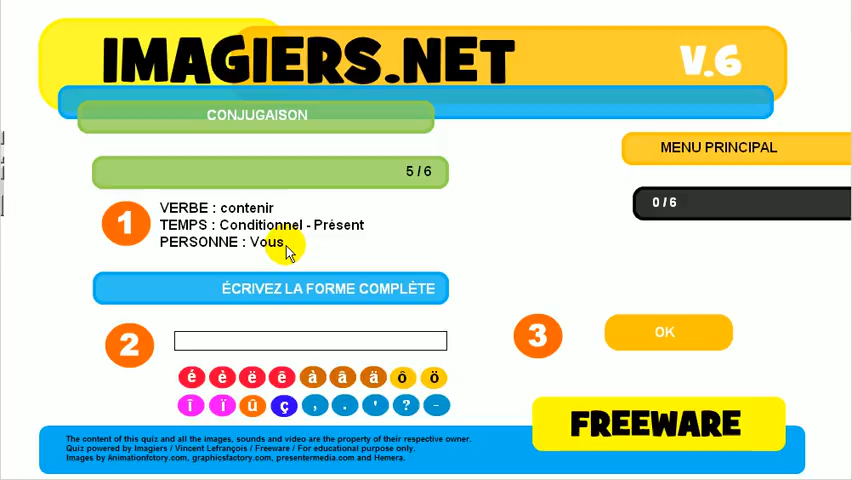 IMAGIERS.NET
V.6
CONJUGAISON
MENU PRINCIPAL
5 / 6
0 / 6
1
VERBE : contenir
TEMPS : Conditionnel - Présent
PERSONNE : Vous
ÉCRIVEZ LA FORME COMPLÈTE
2
3
OK
é è ë ê à â ä ô ö
î ï û ç , . ' ? -
FREEWARE
The content of this quiz and all the images, sounds and video are the property of their respective owner.
Quiz powered by Imagiers / Vincent Lefrançois / Freeware / For educational purpose only.
Images by Animationfctory.com, graphicsfactory.com, presentermedia.com and Hemera.